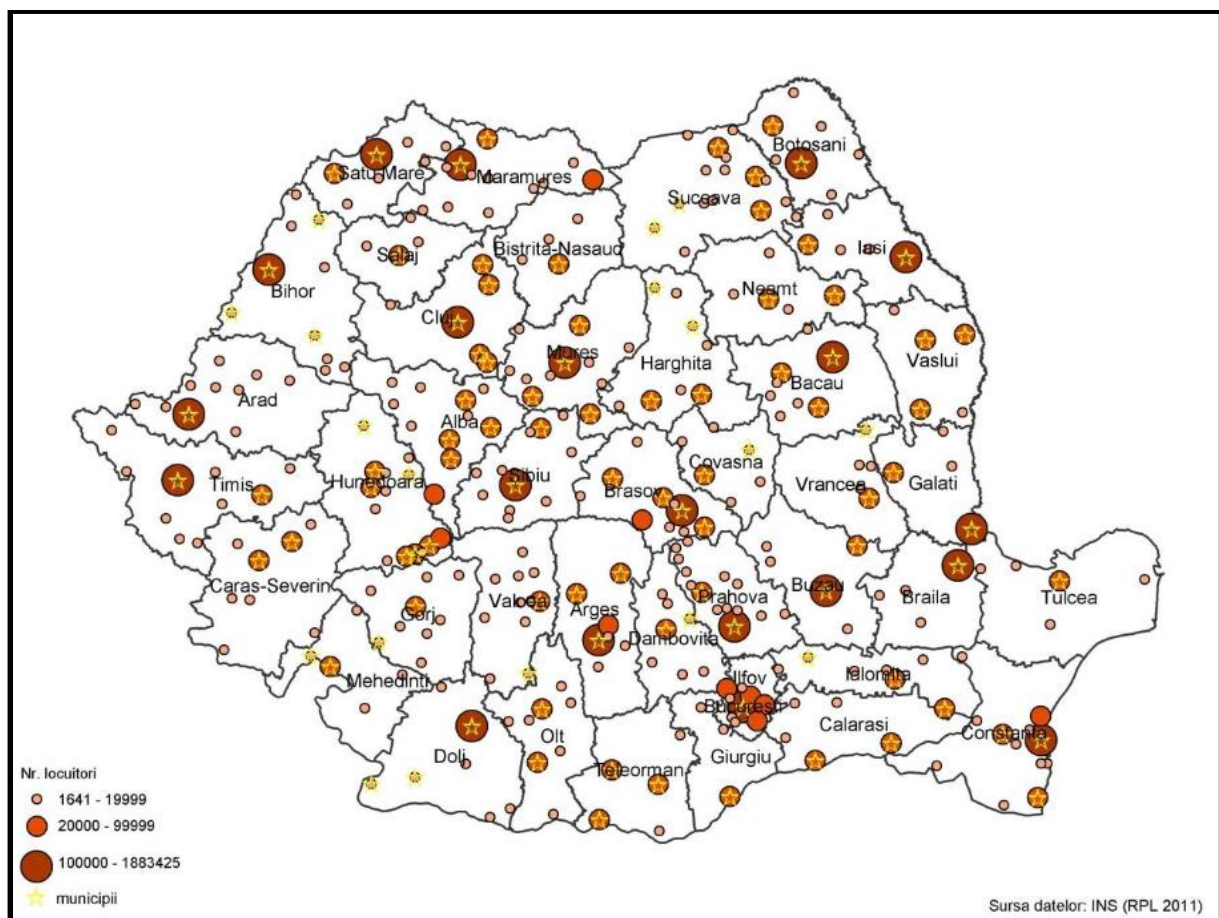 Botosani
Satu Mare
Maramures
Suceava
Iasi
Bistrita-Nasaud
Salaj
Bihor
Neamt
Cluj
Mures
Harghita
Vaslui
Bacau
Arad
Alba
Covasna
Timis
Hunedoara
Sibiu
Brasov
Vrancea
Galati
Caras-Severin
Gorj
Valcea
Arges
Prahova
Buzau
Braila
Tulcea
Dambovita
Mehedinti
Ilfov
Ialomita
Bucuresti
Calarasi
Constanta
Dolj
Olt
Giurgiu
Teleorman
Nr. locuitori
1641 - 19999
20000 - 99999
100000 - 1883425
municipii
Sursa datelor: INS (RPL 2011)